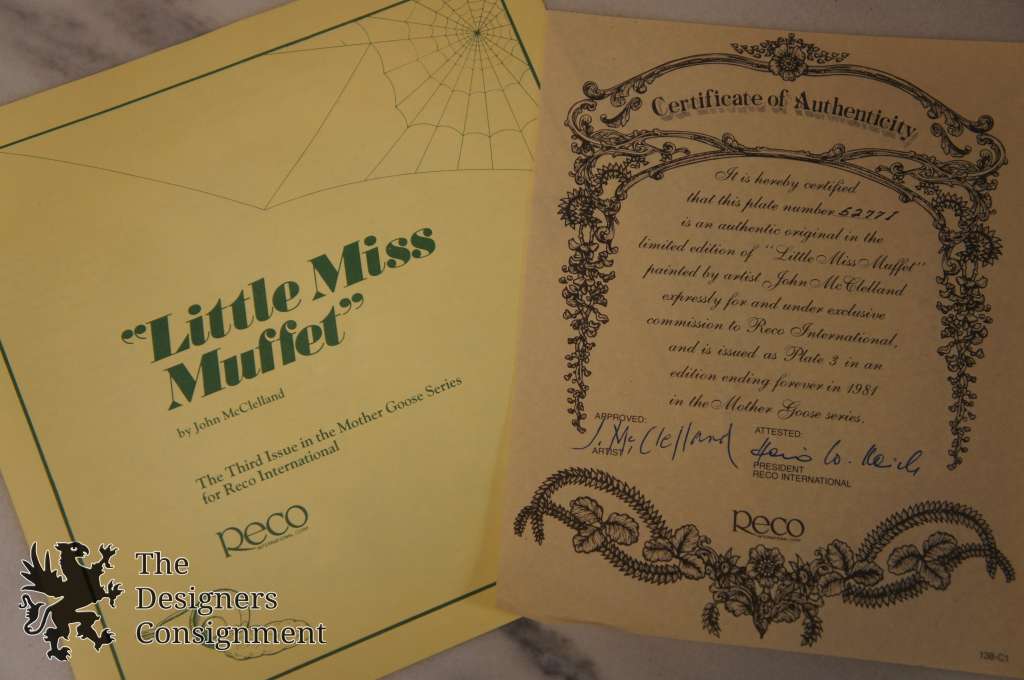 “Little Miss
Muffet”
by John McClelland
The Third Issue in the Mother Goose Series
for Reco International
Reco
INTERNATIONAL CORP.
The
Designers
Consignment
Certificate of Authenticity
It is hereby certified
that this plate number 52771
is an authentic original in the
limited edition of "Little Miss Muffet"
painted by artist John McClelland
expressly for and under exclusive
commission to Reco International,
and is issued as Plate 3 in an
edition ending forever in 1981
in the Mother Goose series.
APPROVED:
J. McClelland
ARTIST
ATTESTED:
PRESIDENT
RECO INTERNATIONAL
Reco
138-C1